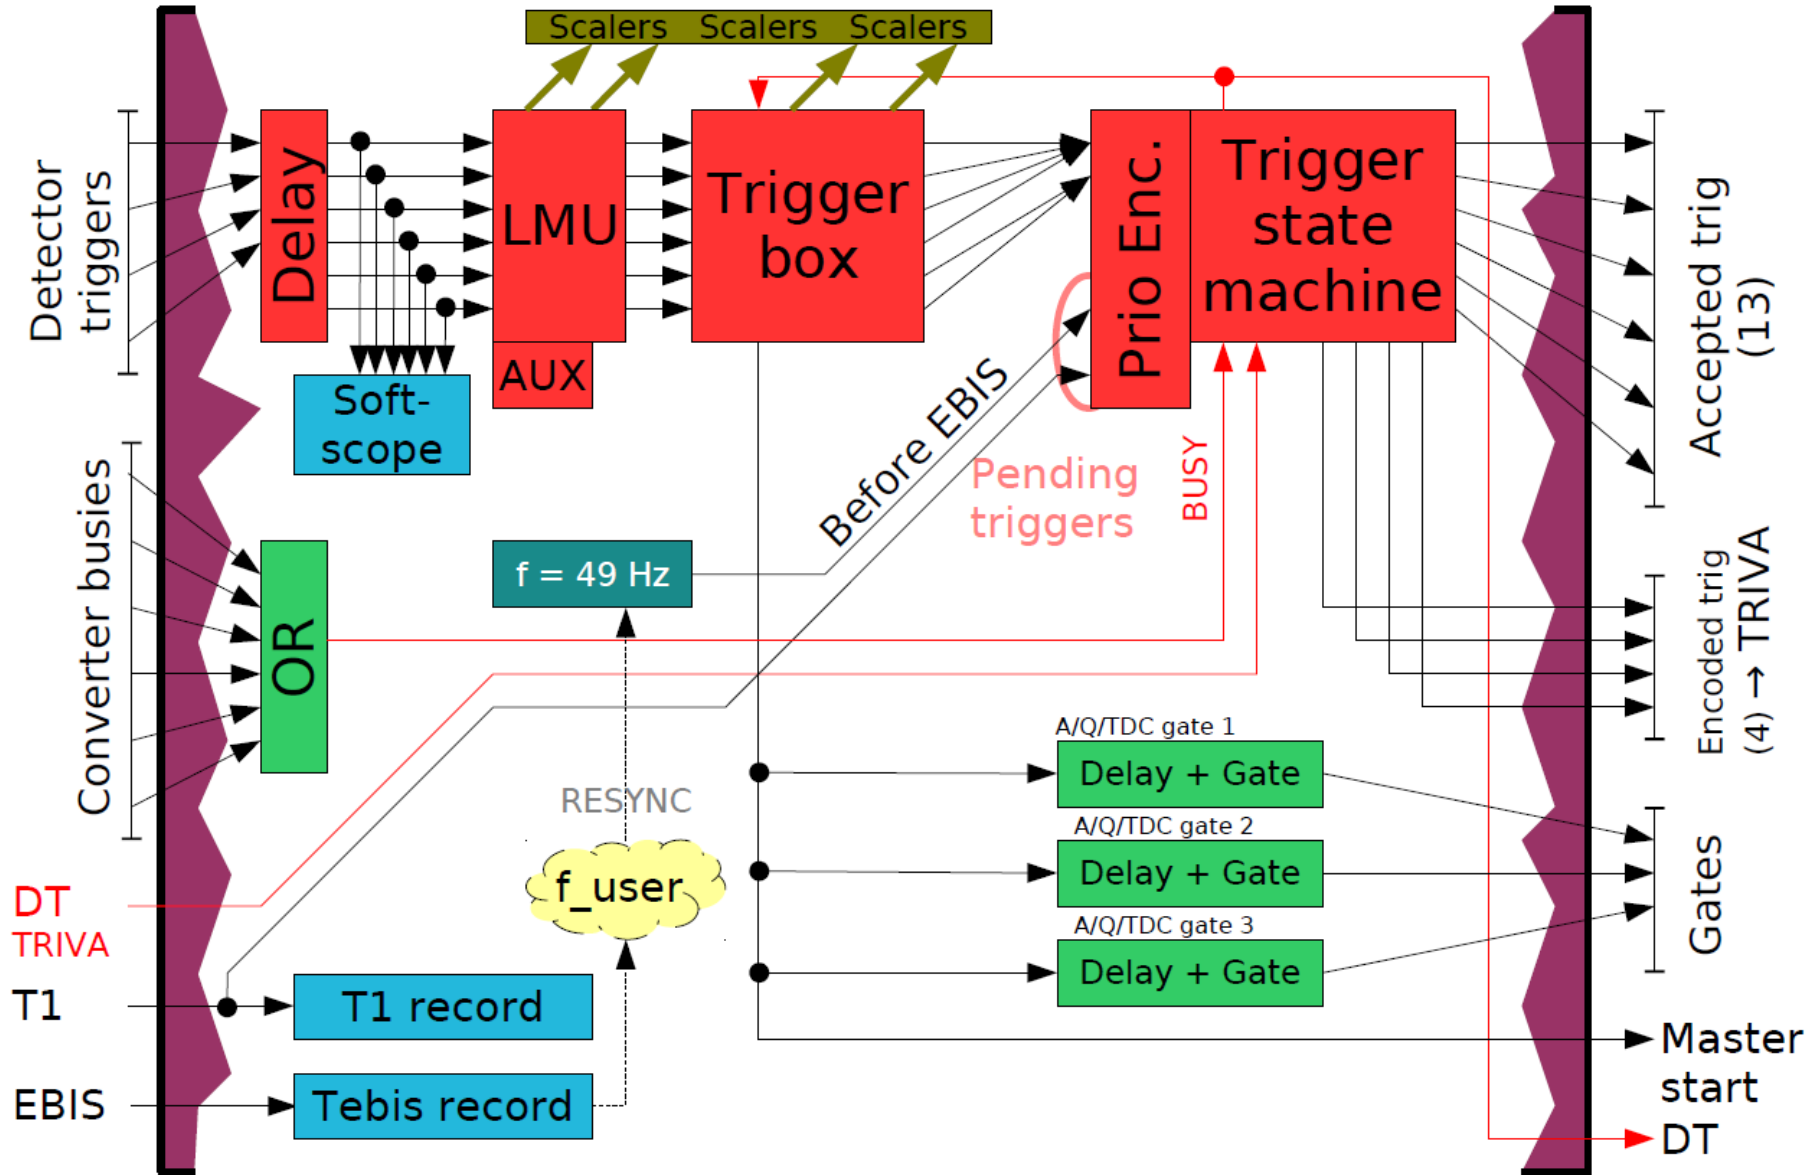 Scalers Scalers Scalers
Detector
triggers
Delay
LMU
AUX
Trigger
box
Prio Enc.
Trigger
state
machine
Accepted trig
(13)
Soft-
scope
Before EBIS
Pending
triggers
BUSY
Converter busies
OR
f = 49 Hz
Encoded trig
(4) → TRIVA
RESYNC
f_user
A/Q/TDC gate 1
Delay + Gate
A/Q/TDC gate 2
Delay + Gate
A/Q/TDC gate 3
Delay + Gate
Gates
DT
TRIVA
T1
T1 record
EBIS
Tebis record
Master
start
DT